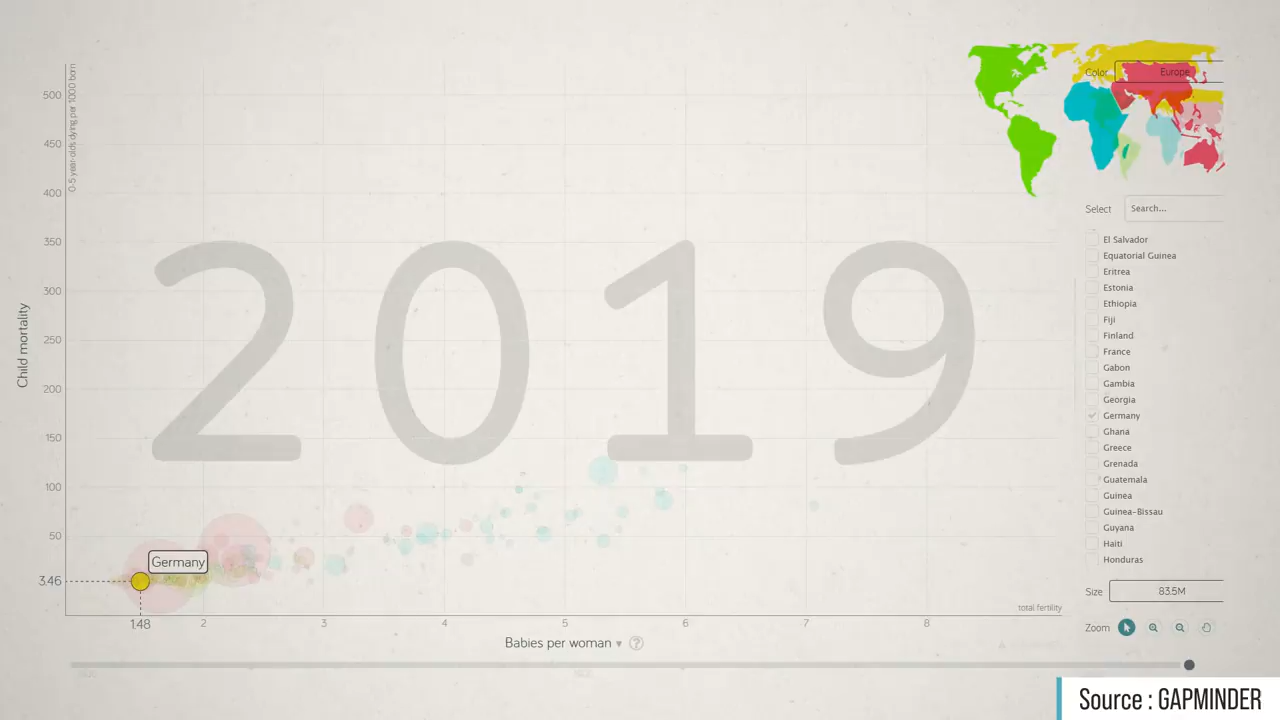 0-5 year-olds dying per 1000 born
Child mortality
500
450
400
350
300
250
200
150
100
50
3.46
2019
Germany
1.48
2
3
4
5
6
7
8
total fertility
Babies per woman ▾ ?
Color
Europe
Select
Search...
El Salvador
Equatorial Guinea
Eritrea
Estonia
Ethiopia
Fiji
Finland
France
Gabon
Gambia
Georgia
Germany
Ghana
Greece
Grenada
Guatemala
Guinea
Guinea-Bissau
Guyana
Haiti
Honduras
Size
83.5M
Zoom
Source : GAPMINDER